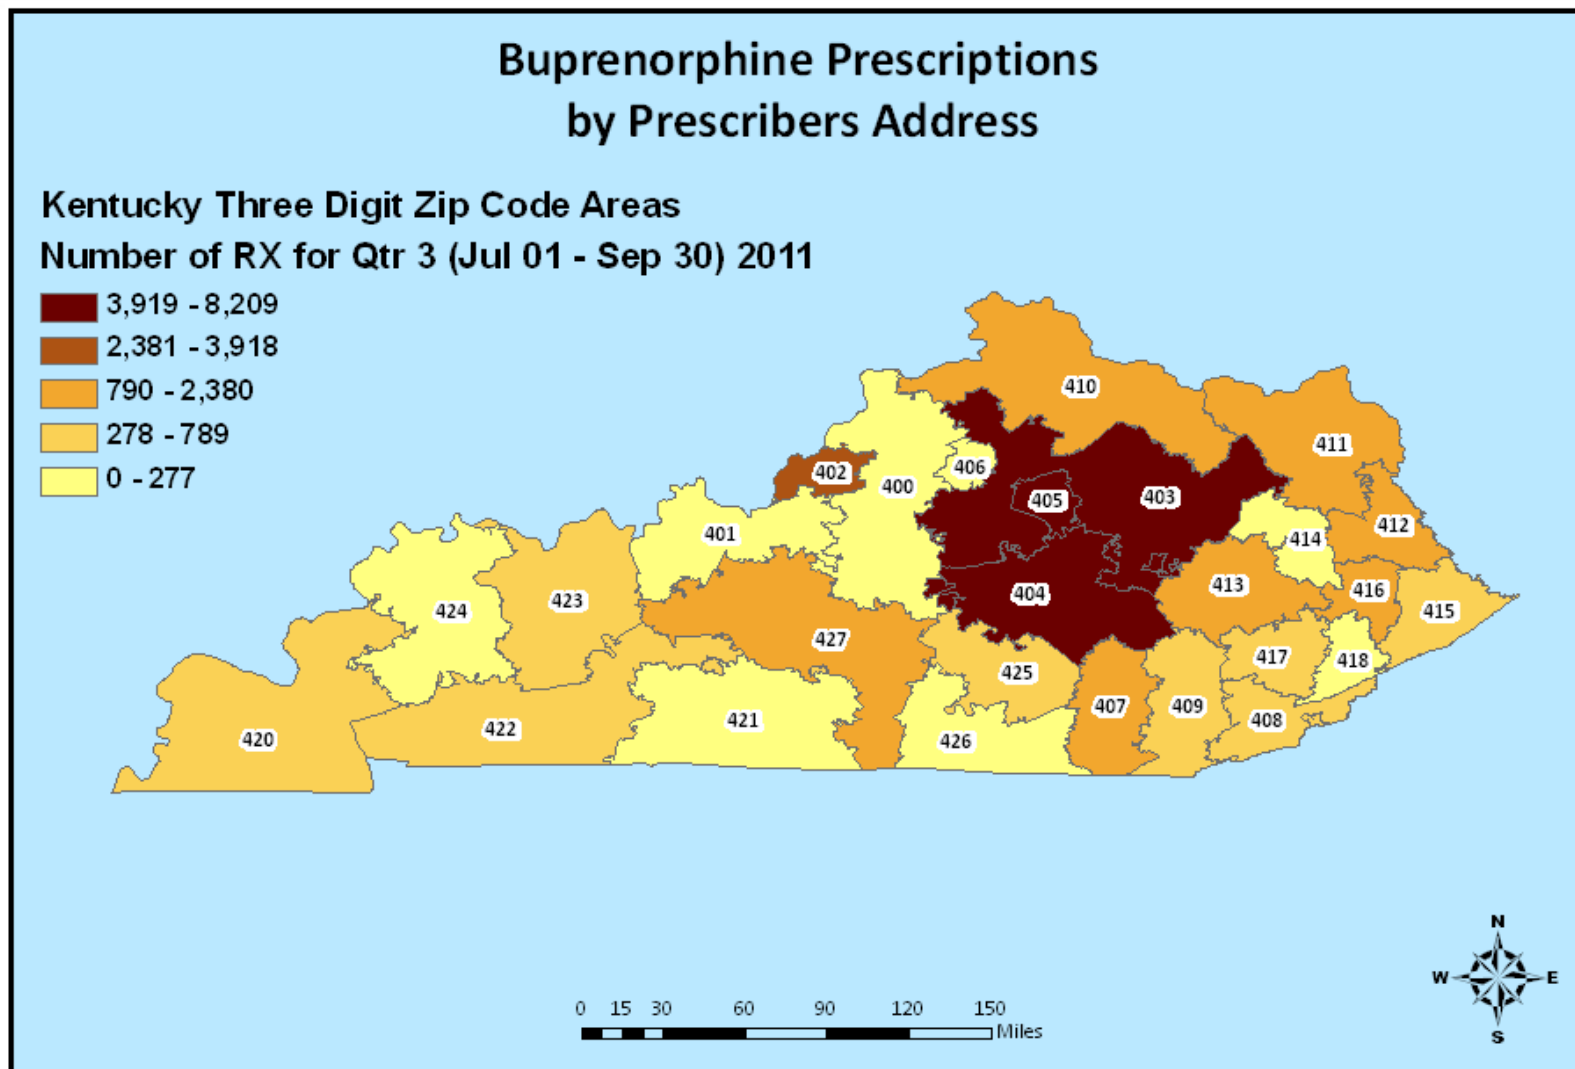 Buprenorphine Prescriptions
by Prescribers Address
Kentucky Three Digit Zip Code Areas
Number of RX for Qtr 3 (Jul 01 - Sep 30) 2011
3,919 - 8,209
2,381 - 3,918
790 - 2,380
278 - 789
0 - 277
410
411
406
402
400
405
403
412
401
414
413
416
404
423
424
415
427
417
418
425
407
409
408
421
422
420
426
N
W E
S
0 15 30 60 90 120 150
Miles